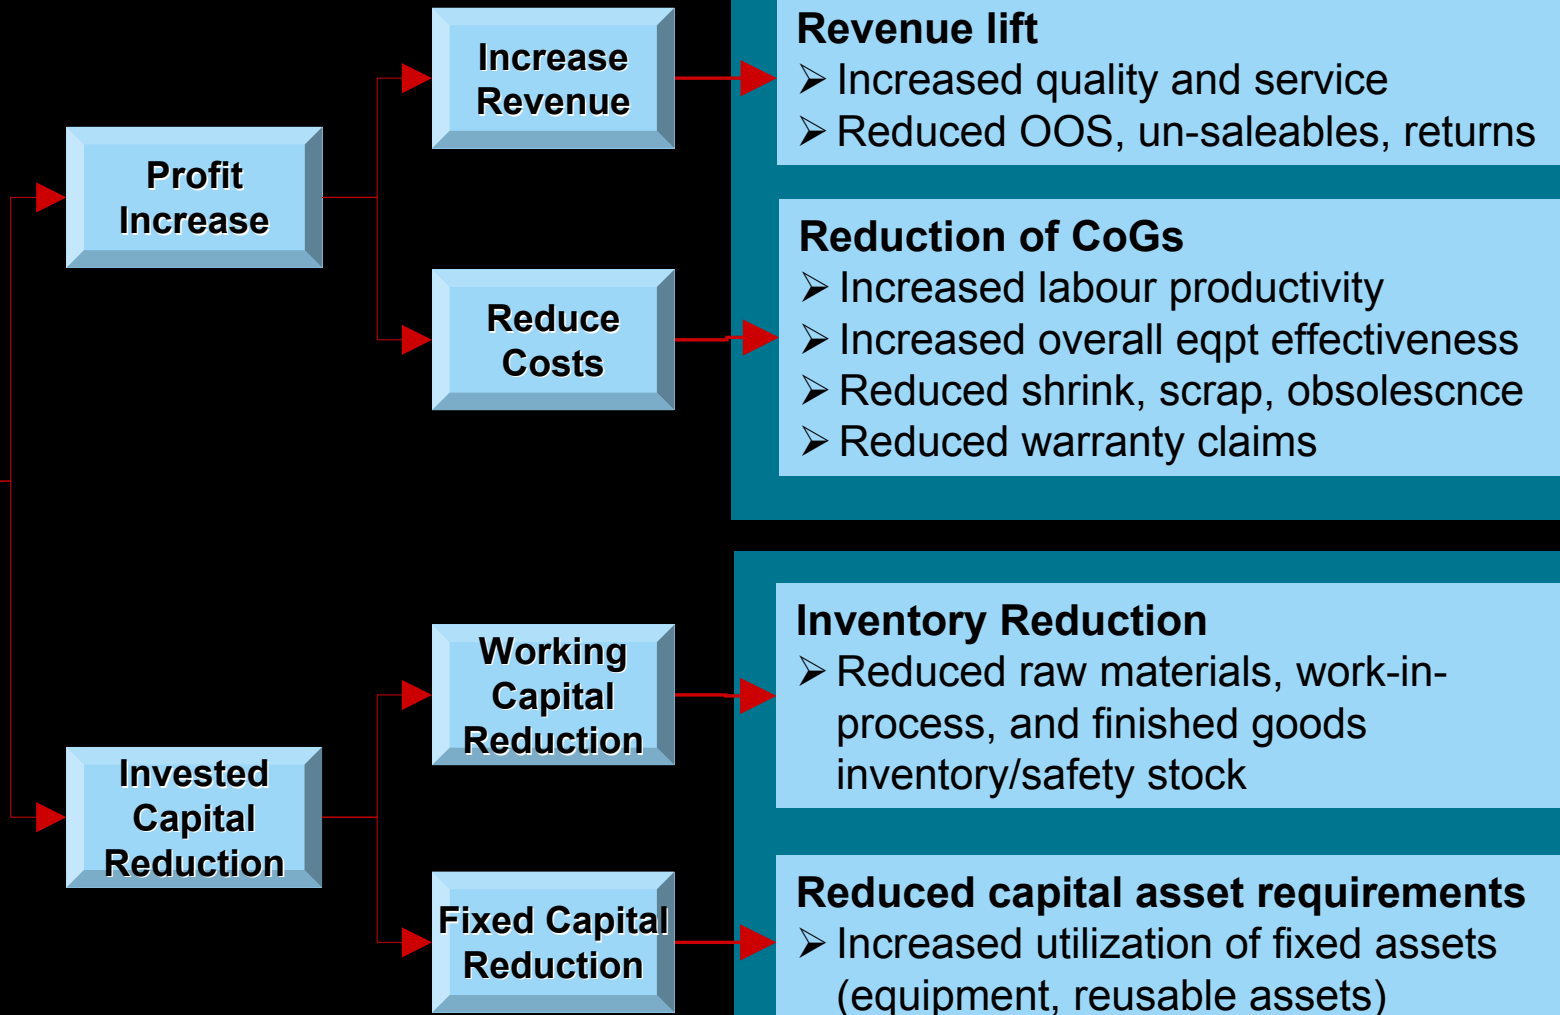 Increase
Revenue
Revenue lift
➢ Increased quality and service
➢ Reduced OOS, un-saleables, returns
Profit
Increase
Reduce
Costs
Reduction of CoGs
➢ Increased labour productivity
➢ Increased overall eqpt effectiveness
➢ Reduced shrink, scrap, obsolescnce
➢ Reduced warranty claims
Working
Capital
Reduction
Inventory Reduction
➢ Reduced raw materials, work-in-
process, and finished goods
inventory/safety stock
Invested
Capital
Reduction
Fixed Capital
Reduction
Reduced capital asset requirements
➢ Increased utilization of fixed assets
(equipment, reusable assets)